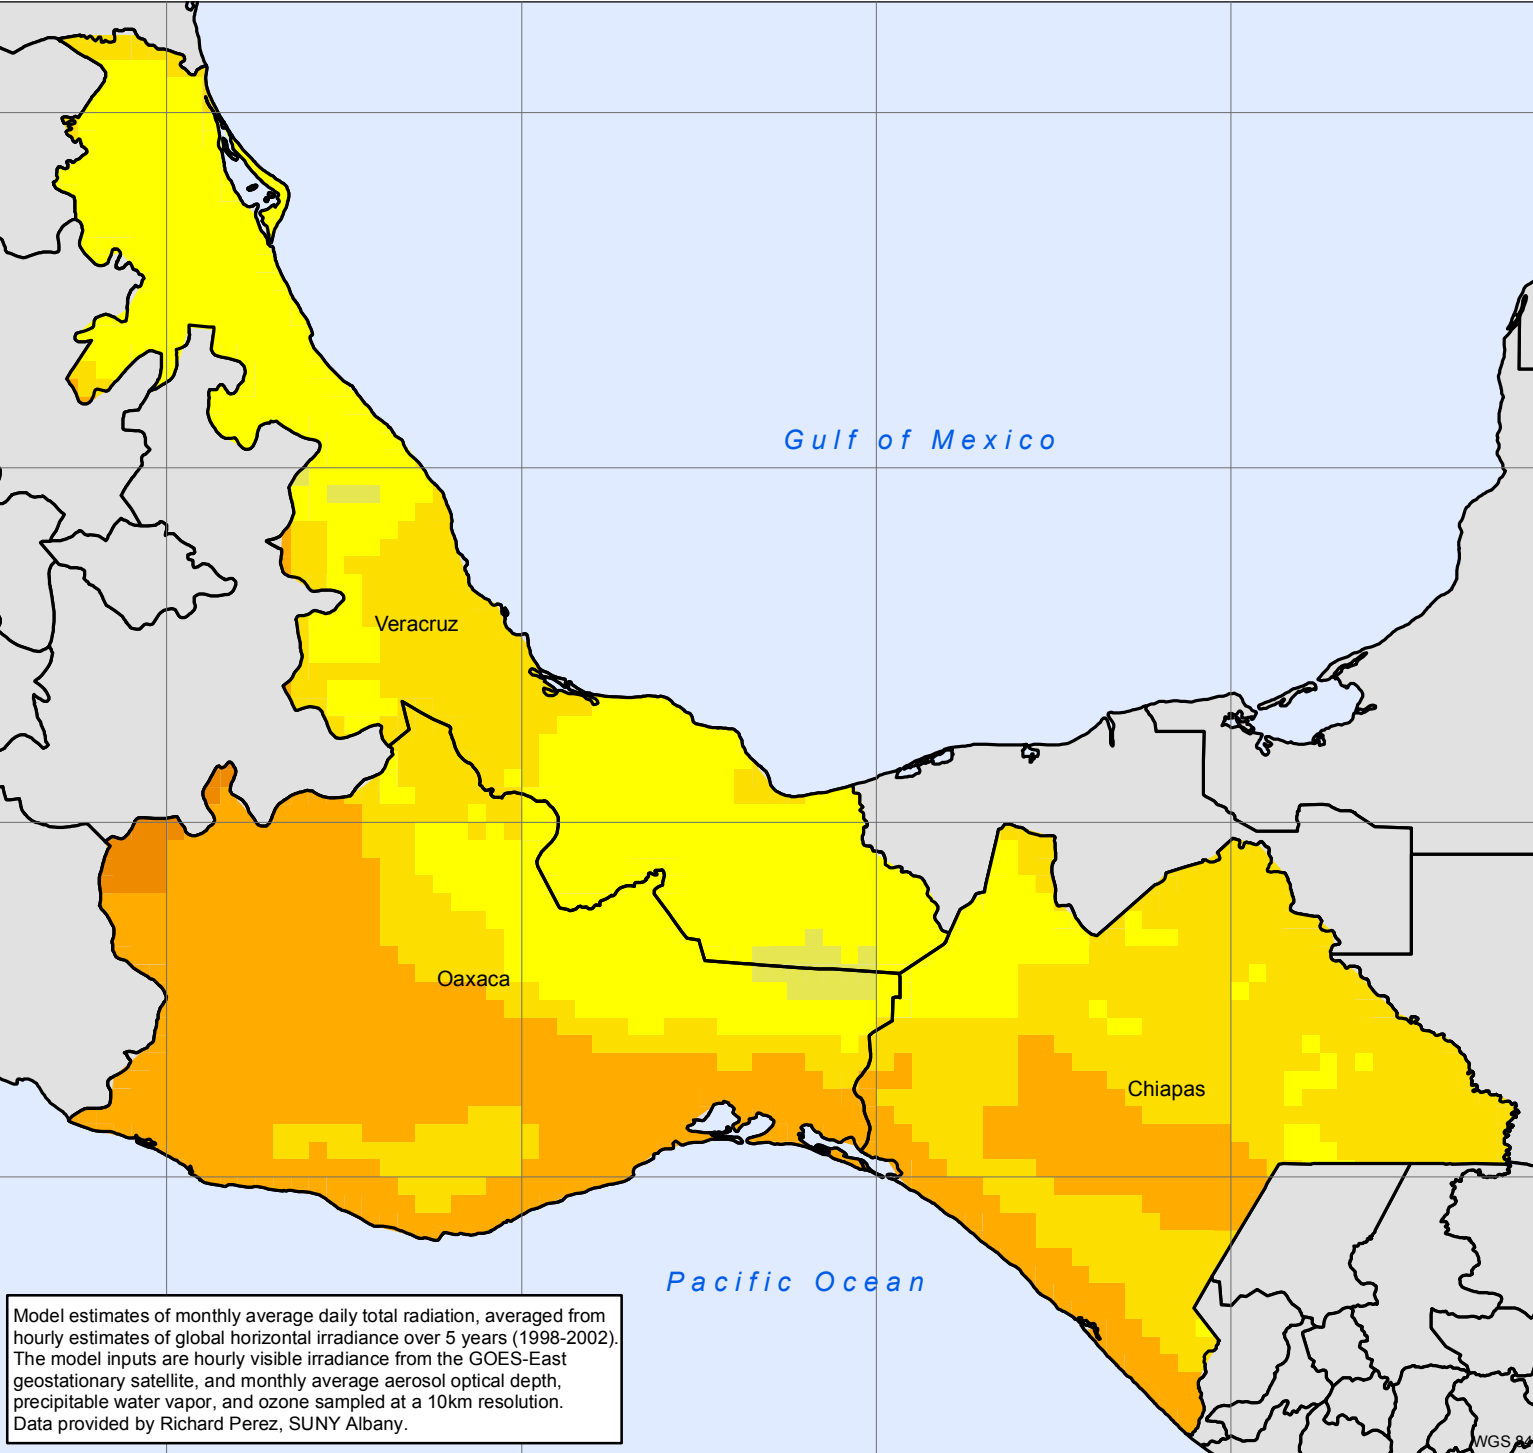 Gulf of Mexico
Veracruz
Oaxaca
Chiapas
Pacific Ocean
Model estimates of monthly average daily total radiation, averaged from
hourly estimates of global horizontal irradiance over 5 years (1998-2002).
The model inputs are hourly visible irradiance from the GOES-East
geostationary satellite, and monthly average aerosol optical depth,
precipitable water vapor, and ozone sampled at a 10km resolution.
Data provided by Richard Perez, SUNY Albany.
WGS 84